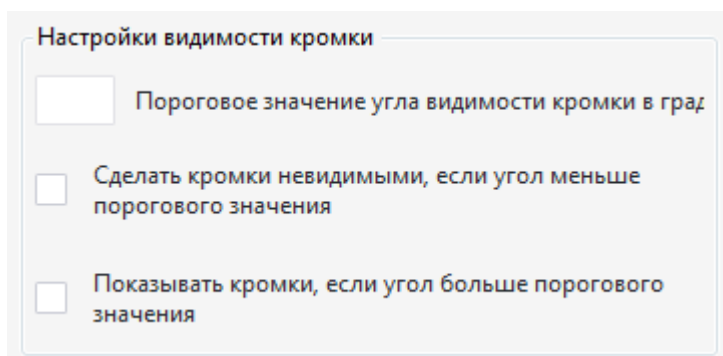 Настройки видимости кромки
Пороговое значение угла видимости кромки в град
Сделать кромки невидимыми, если угол меньше
порогового значения
Показывать кромки, если угол больше порогового
значения